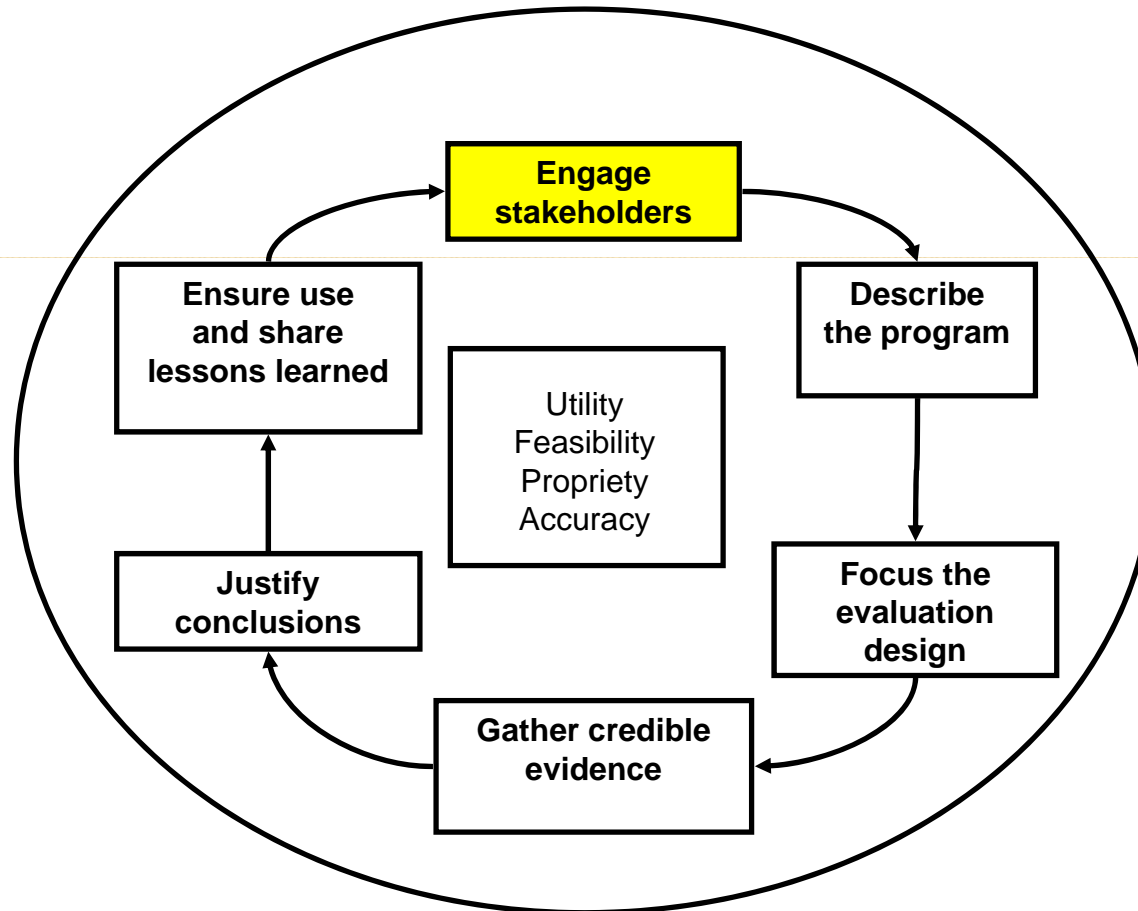 Engage
stakeholders
Describe
the program
Focus the
evaluation
design
Gather credible
evidence
Justify
conclusions
Ensure use
and share
lessons learned
Utility
Feasibility
Propriety
Accuracy